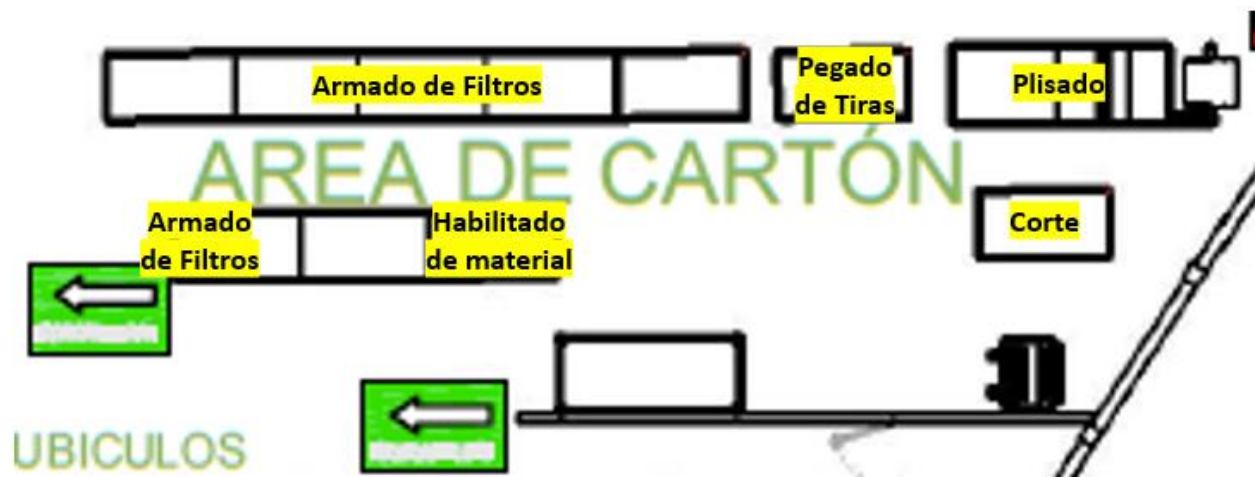 Armado de Filtros
Pegado
de Tiras
Plisado
AREA DE CARTÓN
Armado
de Filtros
Habilitado
de material
Corte
UBICULOS